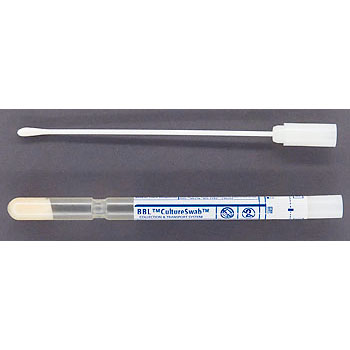 BBL™CultureSwab™
COLLECTION & TRANSPORT SYSTEM